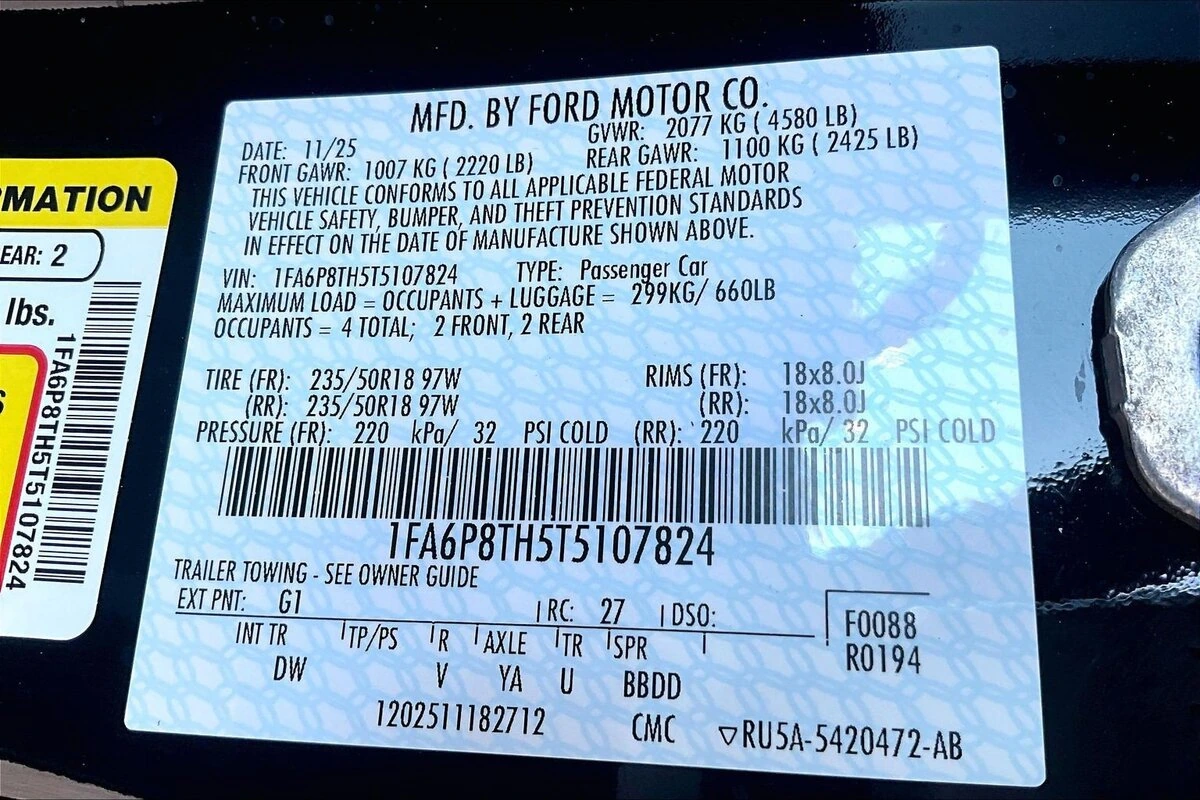 MFD. BY FORD MOTOR CO.
DATE: 11/25 GVWR: 2077 KG ( 4580 LB)
FRONT GAWR: 1007 KG ( 2220 LB) REAR GAWR: 1100 KG ( 2425 LB)
THIS VEHICLE CONFORMS TO ALL APPLICABLE FEDERAL MOTOR
VEHICLE SAFETY, BUMPER, AND THEFT PREVENTION STANDARDS
IN EFFECT ON THE DATE OF MANUFACTURE SHOWN ABOVE.
VIN: 1FA6P8TH5T5107824 TYPE: Passenger Car
MAXIMUM LOAD = OCCUPANTS + LUGGAGE = 299KG/ 660LB
OCCUPANTS = 4 TOTAL; 2 FRONT, 2 REAR
TIRE (FR): 235/50R18 97W RIMS (FR): 18x8.0J
(RR): 235/50R18 97W (RR): 18x8.0J
PRESSURE (FR): 220 kPa/ 32 PSI COLD (RR): 220 kPa/ 32 PSI COLD
1FA6P8TH5T5107824
TRAILER TOWING - SEE OWNER GUIDE
EXT PNT: G1 RC: 27 DSO:
F0088
R0194
INT TR TP/PS R AXLE TR SPR
DW V YA U BBDD
1202511182712 CMC ▽RU5A-5420472-AB
MATION
EAR: 2
lbs.
1FA6P8TH5T5107824
S